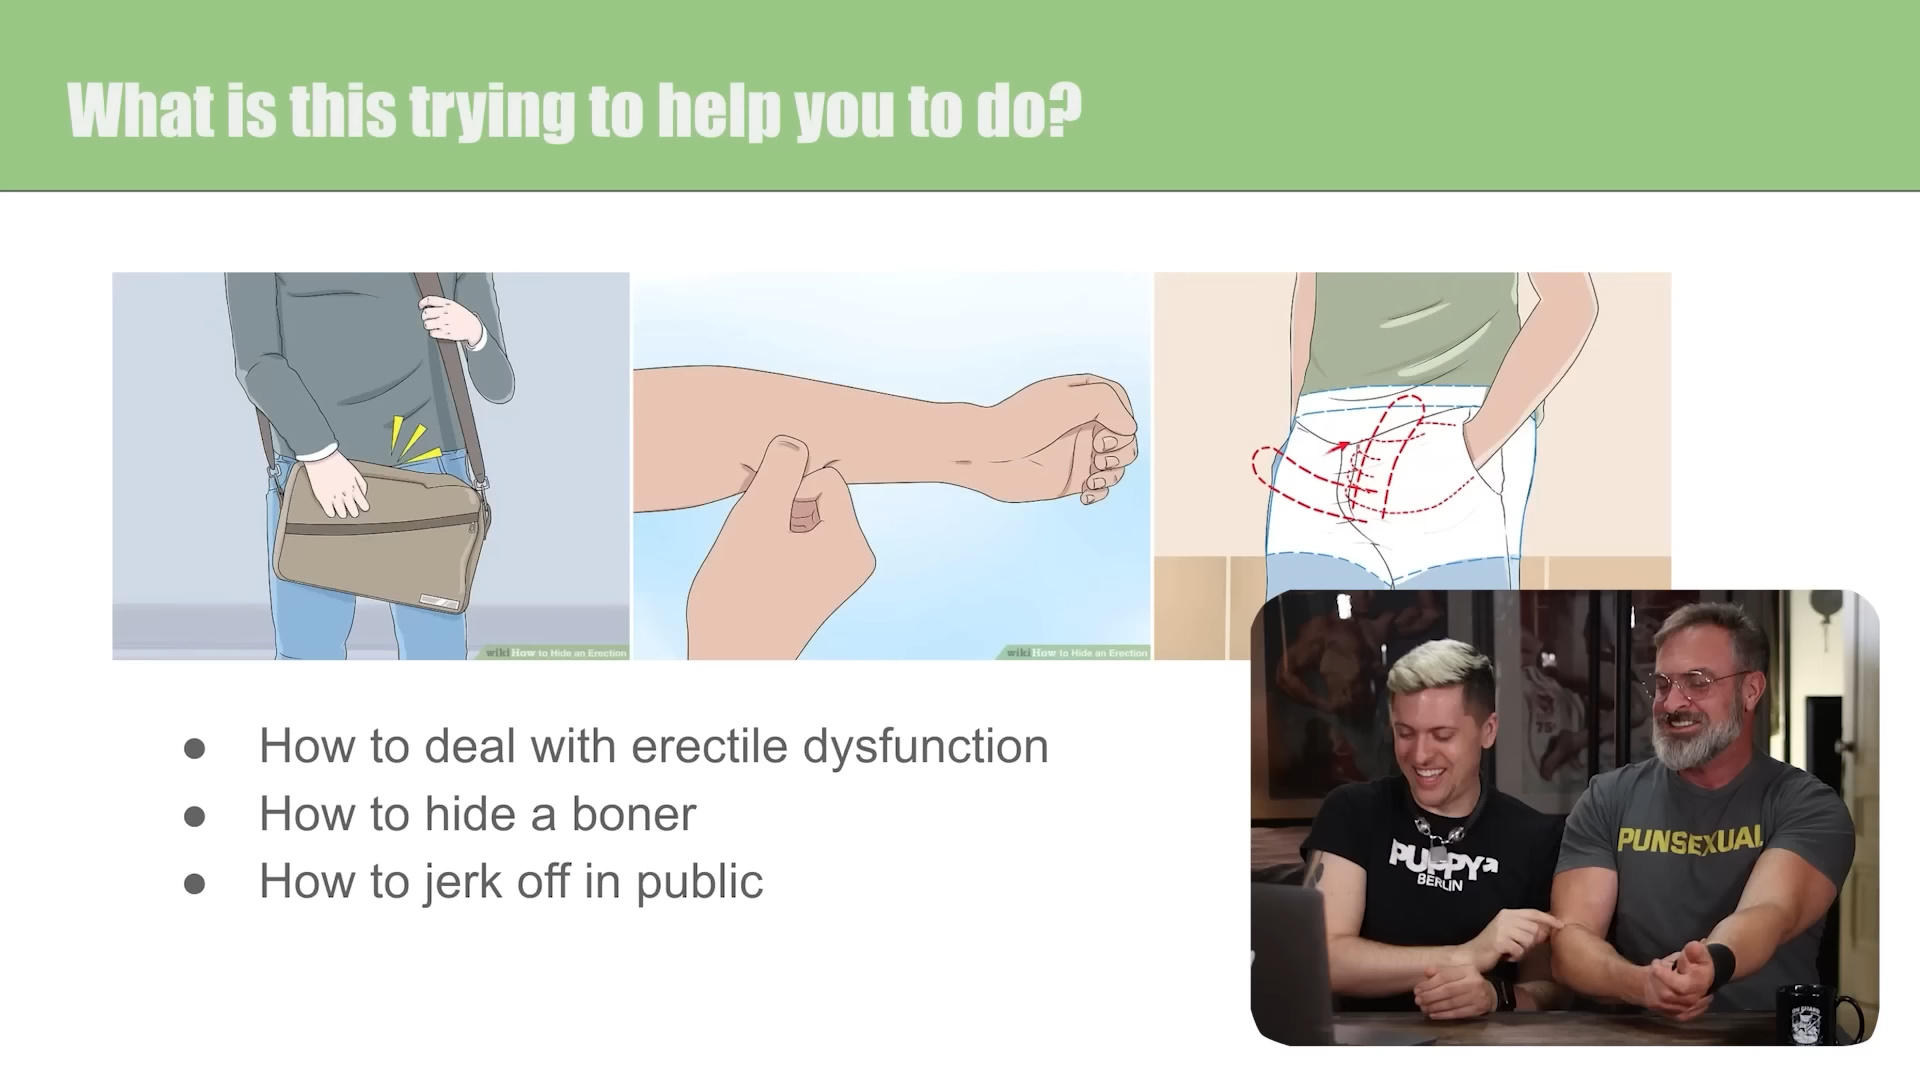 What is this trying to help you to do?
wikiHow to Hide an Erection
wikiHow to Hide an Erection
● How to deal with erectile dysfunction
● How to hide a boner
● How to jerk off in public
PUPPY
BERLIN
PUNSEXUAL
75